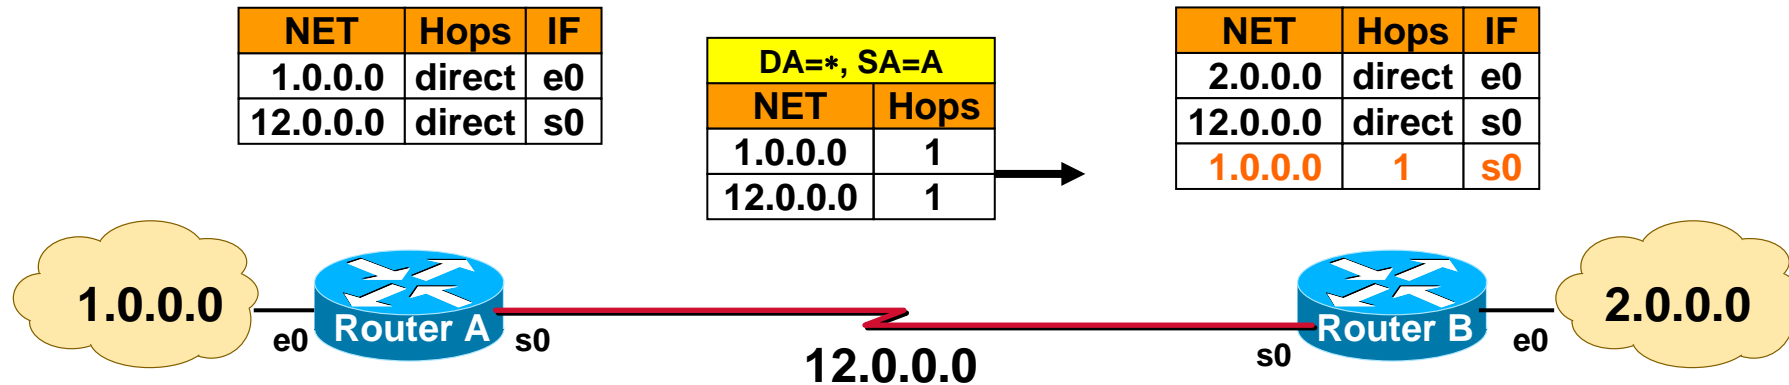 NET Hops IF
1.0.0.0 direct e0
12.0.0.0 direct s0
DA=*, SA=A
NET Hops
1.0.0.0 1
12.0.0.0 1
NET Hops IF
2.0.0.0 direct e0
12.0.0.0 direct s0
1.0.0.0 1 s0
1.0.0.0
e0
Router A
s0
12.0.0.0
s0
Router B
e0
2.0.0.0